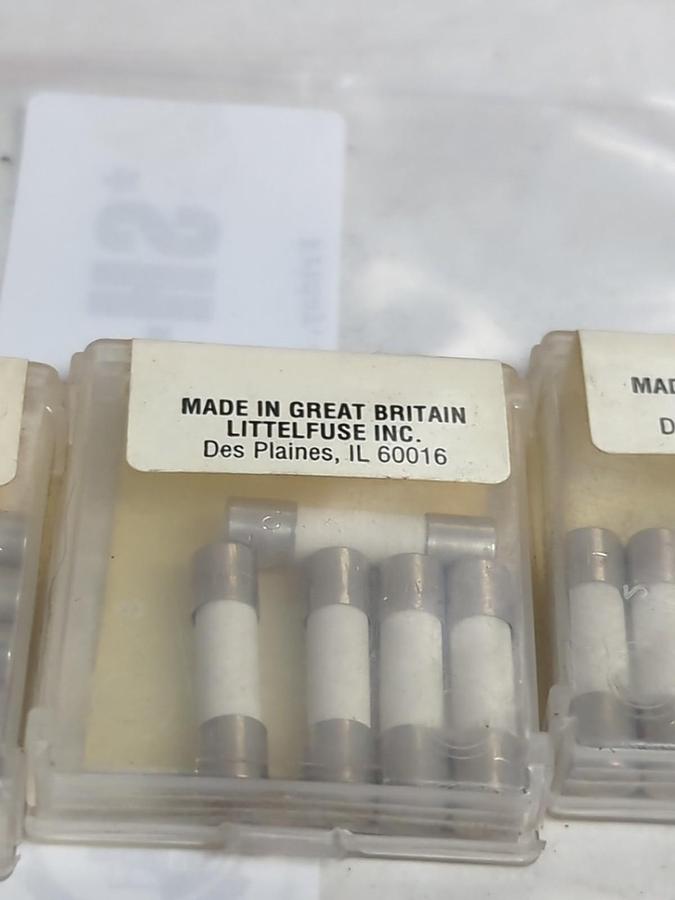 MADE IN GREAT BRITAIN
LITTELFUSE INC.
Des Plaines, IL 60016